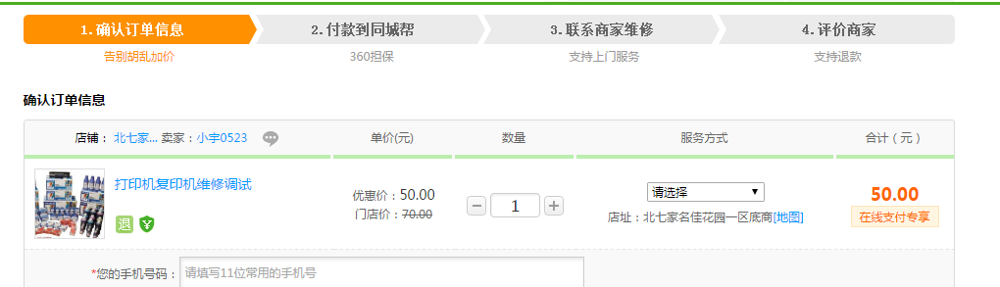 1. 确认订单信息 2. 付款到同城帮 3. 联系商家维修 4. 评价商家
告别胡乱加价 360担保 支持上门服务 支持退款
确认订单信息
店铺： 北七家... 卖家：小宇0523 单价(元) 数量 服务方式 合计（元）
打印机复印机维修调试
退
优惠价：50.00
门店价：70.00
1
请选择
店址：北七家名佳花园一区底商[地图]
50.00
在线支付专享
*您的手机号码： 请填写11位常用的手机号